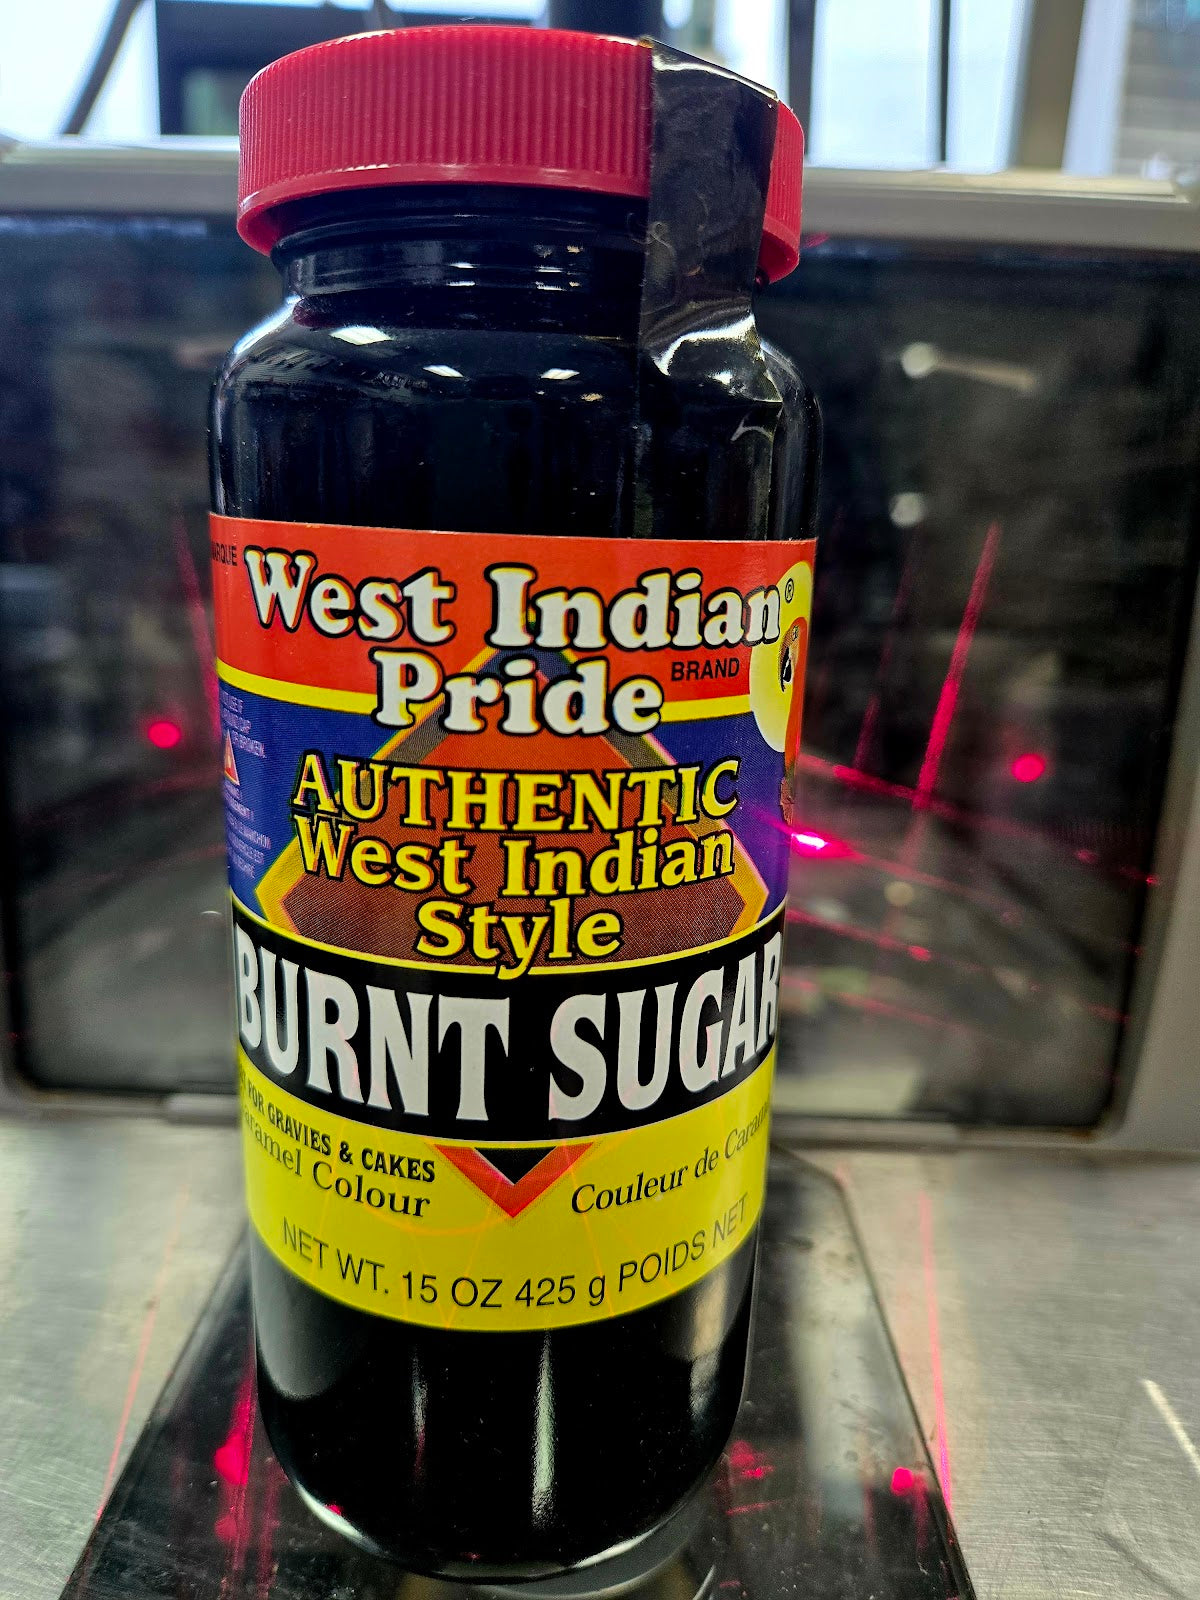 West Indian ®
Pride BRAND
AUTHENTIC
West Indian
Style
BURNT SUGAR
FOR GRAVIES & CAKES
Colour
Couleur de
NET WT. 15 OZ 425 g POIDS NET